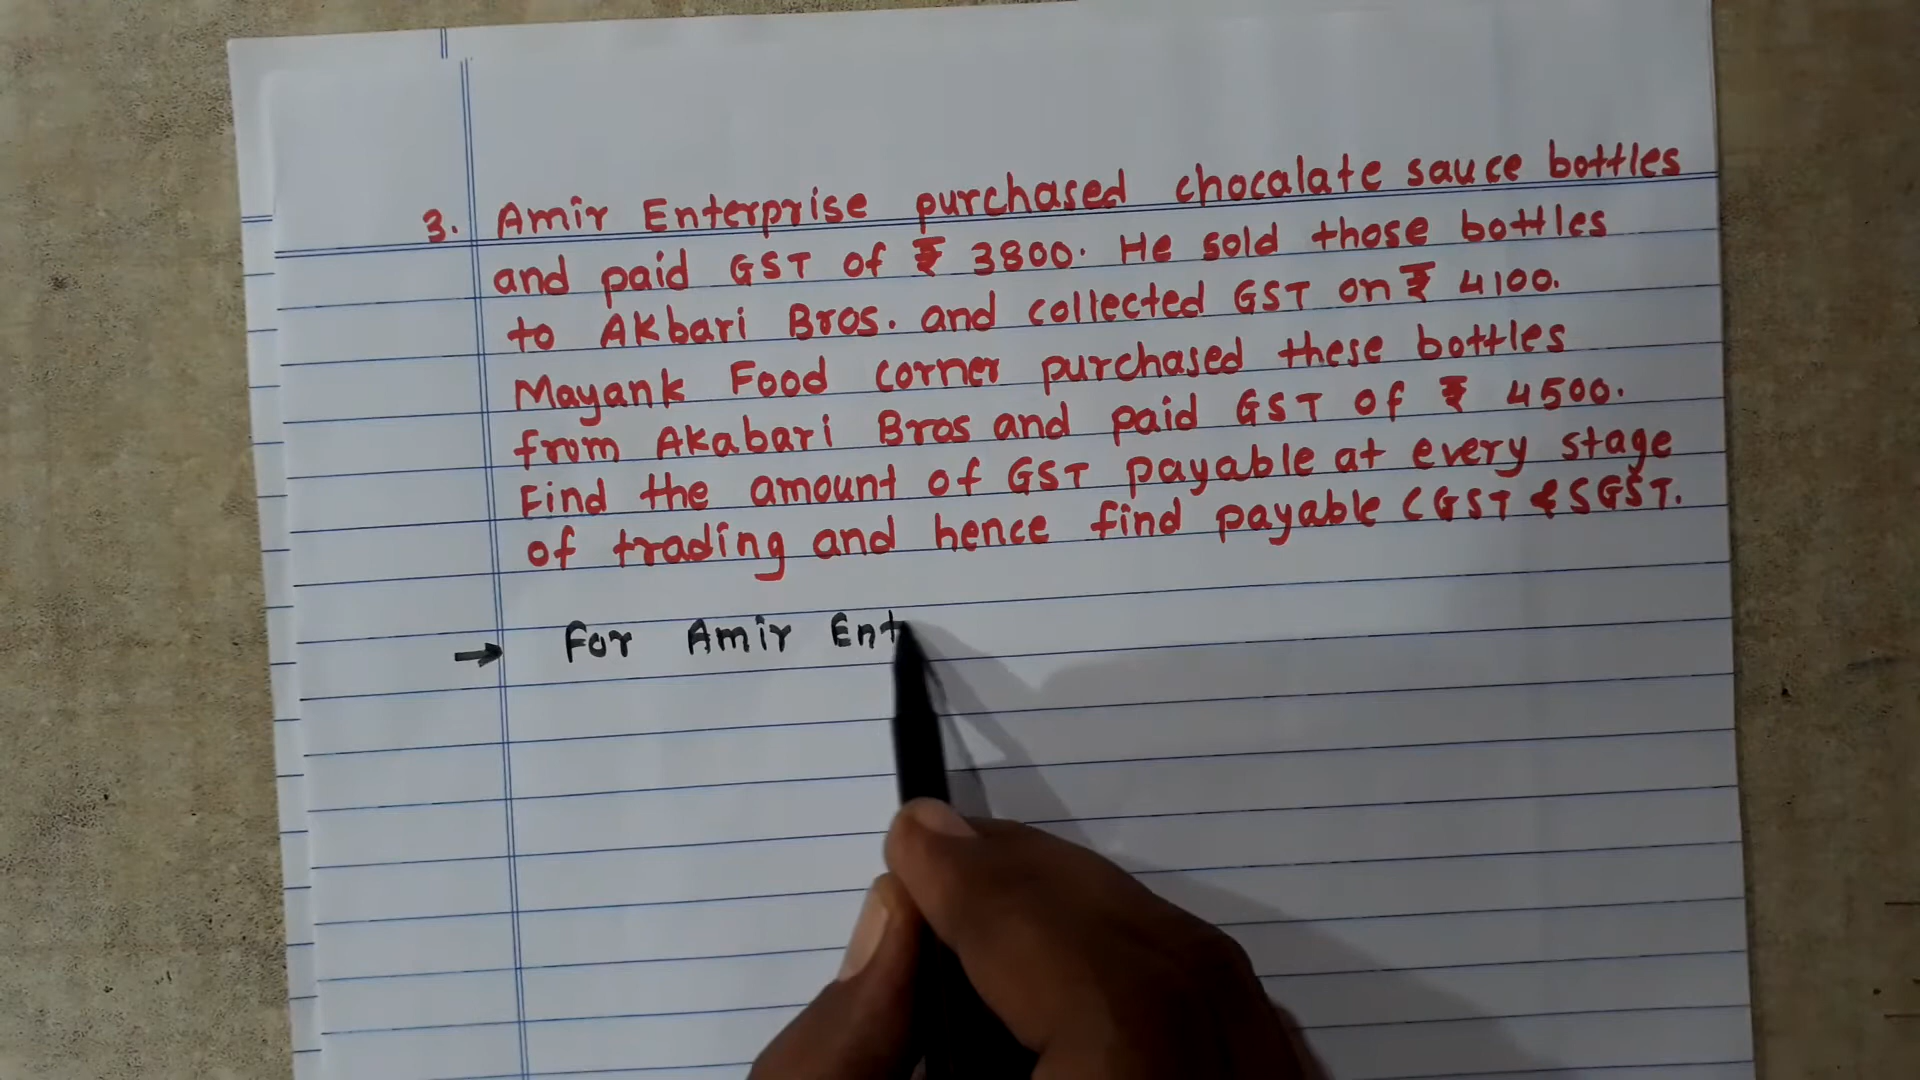 3. Amir Enterprise purchased chocalate sauce bottles
and paid GST of ₹ 3800. He sold those bottles
to Akbari Bros. and collected GST on ₹ 4100.
Mayank Food corner purchased these bottles
from Akabari Bros and paid GST of ₹ 4500.
Find the amount of GST payable at every stage
of trading and hence find payable CGST & SGST.
→ For Amir Ent